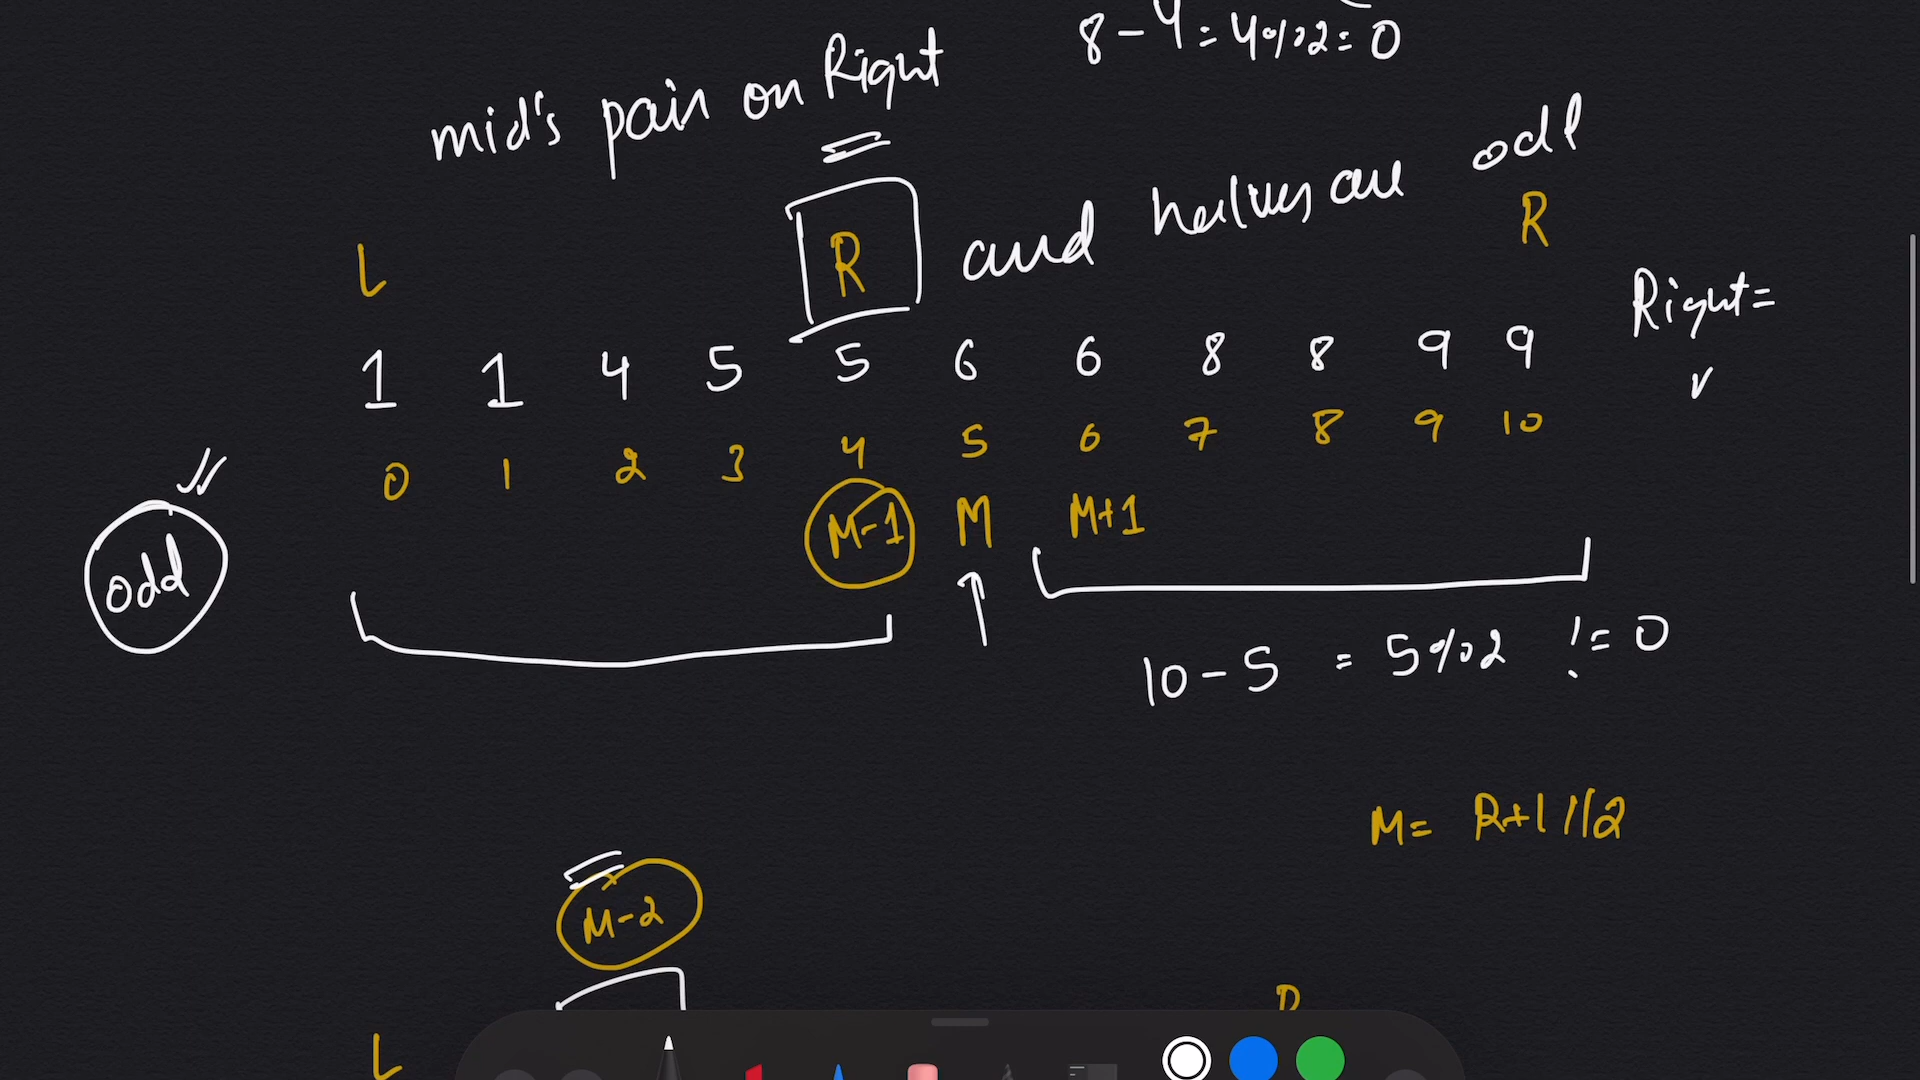 8-4=4%2=0
mid's pair on Right
and halves are odd
L R R
Right=
1 1 4 5 5 6 6 8 8 9 9
0 1 2 3 4 5 6 7 8 9 10
M-1 M M+1
odd
10-5 = 5%2 != 0
M= R+L//2
M-2
L